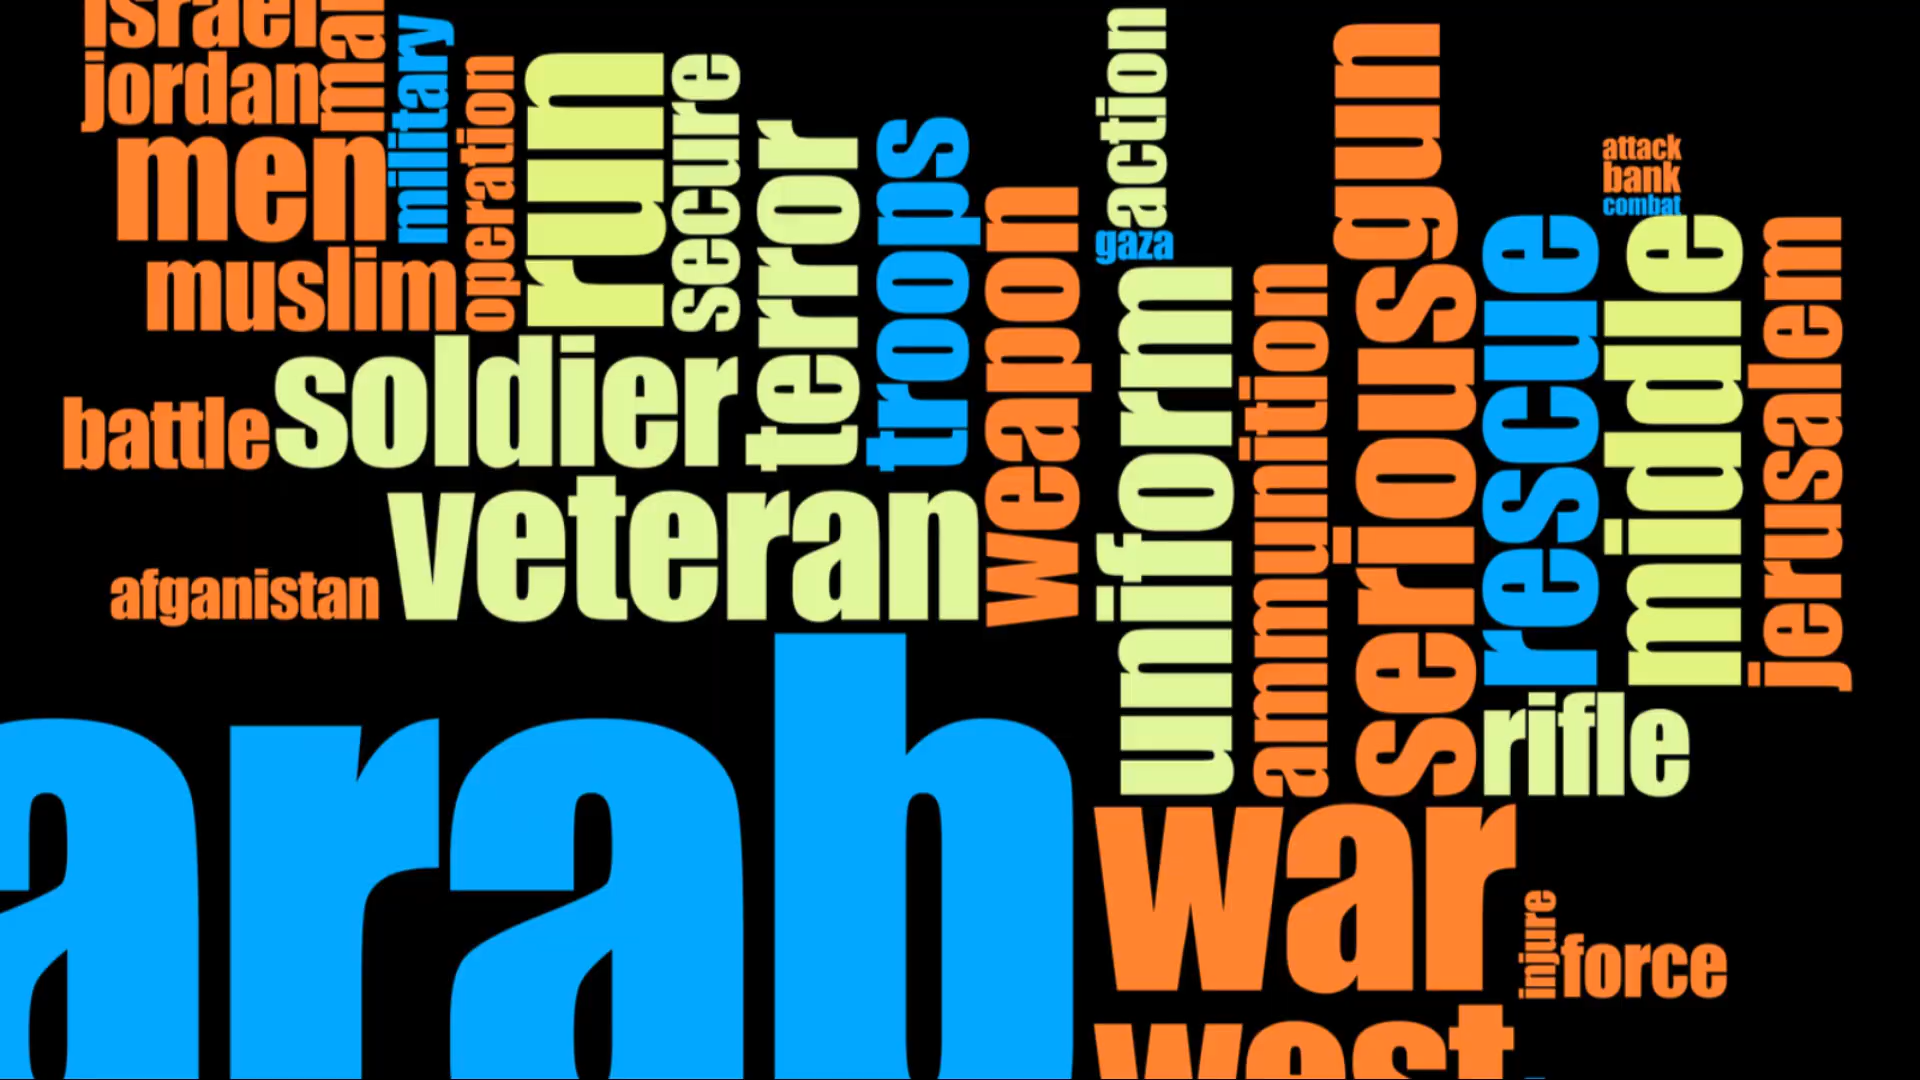 israel
jordan
man
military
operation
men
muslim
run
secure
terror
troops
battle
soldier
weapon
afganistan
veteran
action
gaza
uniform
ammunition
gun
serious
rescue
attack
bank
combat
middle
jerusalem
rifle
arab
war
injure
force
west